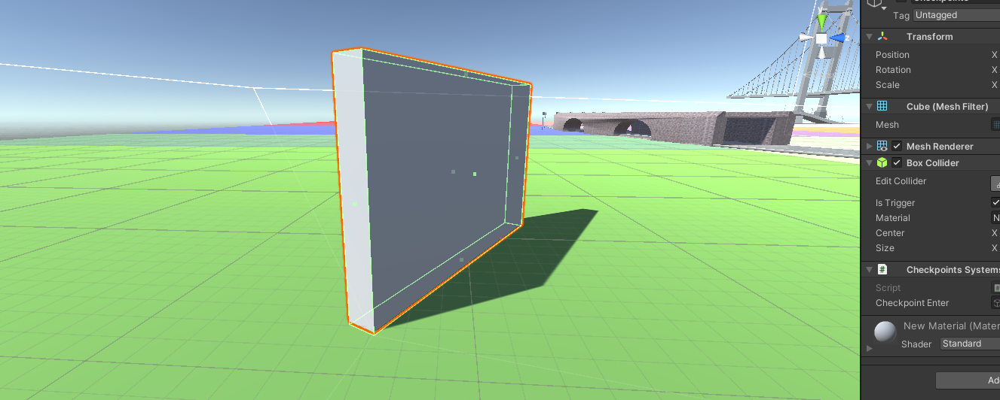 Tag Untagged
Transform
Position X
Rotation X
Scale X
Cube (Mesh Filter)
Mesh
Mesh Renderer
Box Collider
Edit Collider
Is Trigger
Material N
Center X
Size X
Checkpoints Systems
Script
Checkpoint Enter
New Material (Mater
Shader Standard
Ad
y
z